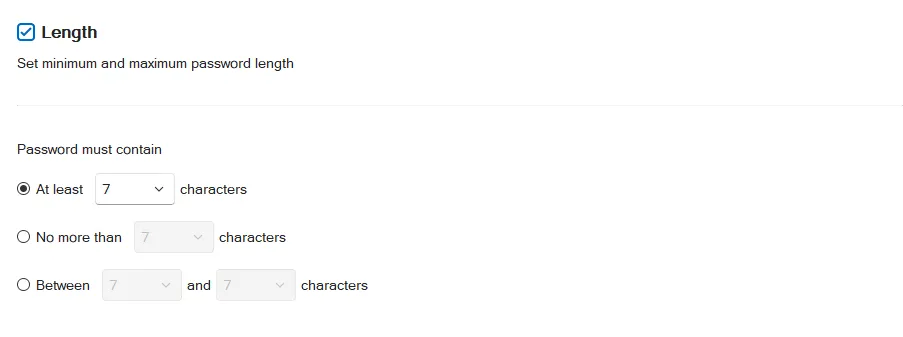 Length
Set minimum and maximum password length
Password must contain
At least 7 characters
No more than 7 characters
Between 7 and 7 characters